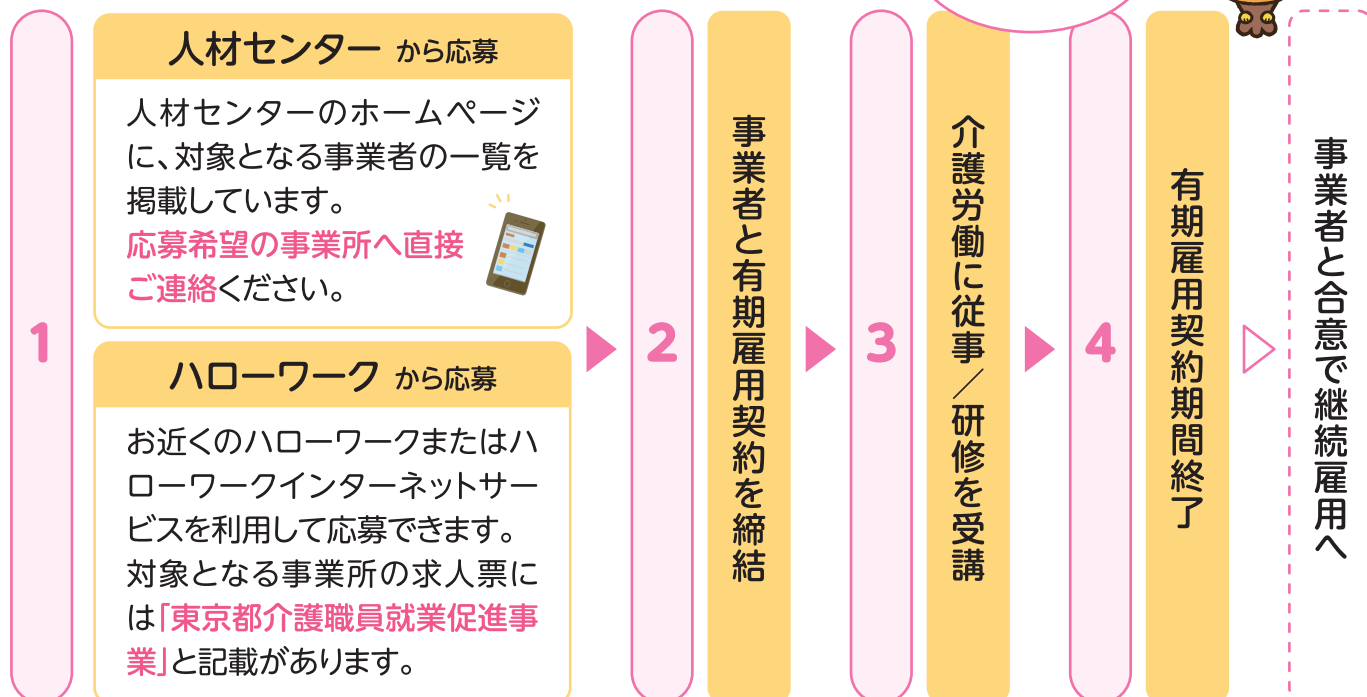 1
人材センター から応募
人材センターのホームページ
に、対象となる事業者の一覧を
掲載しています。
応募希望の事業所へ直接
ご連絡ください。
ハローワーク から応募
お近くのハローワークまたはハ
ローワークインターネットサー
ビスを利用して応募できます。
対象となる事業所の求人票に
は「東京都介護職員就業促進事
業」と記載があります。
2
事業者と有期雇用契約を締結
3
介護労働に従事／研修を受講
4
有期雇用契約期間終了
事業者と合意で継続雇用へ